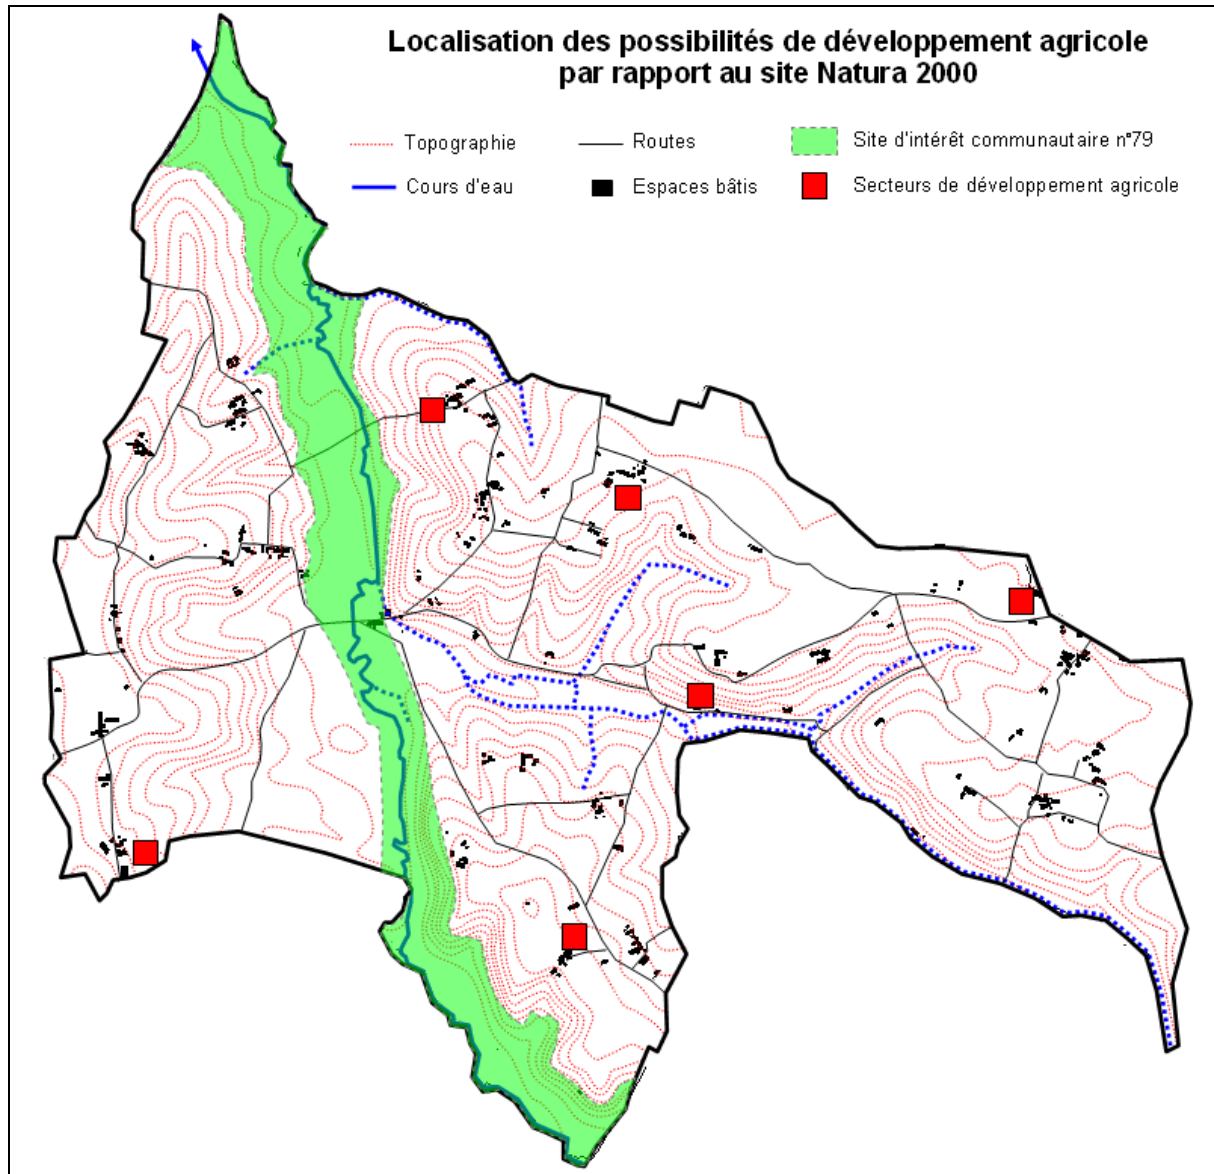 Localisation des possibilités de développement agricole
par rapport au site Natura 2000
Topographie
Routes
Site d'intérêt communautaire n°79
Cours d'eau
Espaces bâtis
Secteurs de développement agricole